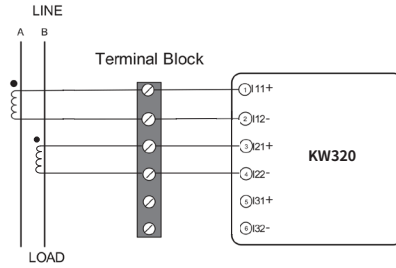 LINE
A B
Terminal Block
1 I11+
2 I12-
3 I21+
4 I22-
5 I31+
6 I32-
KW320
LOAD